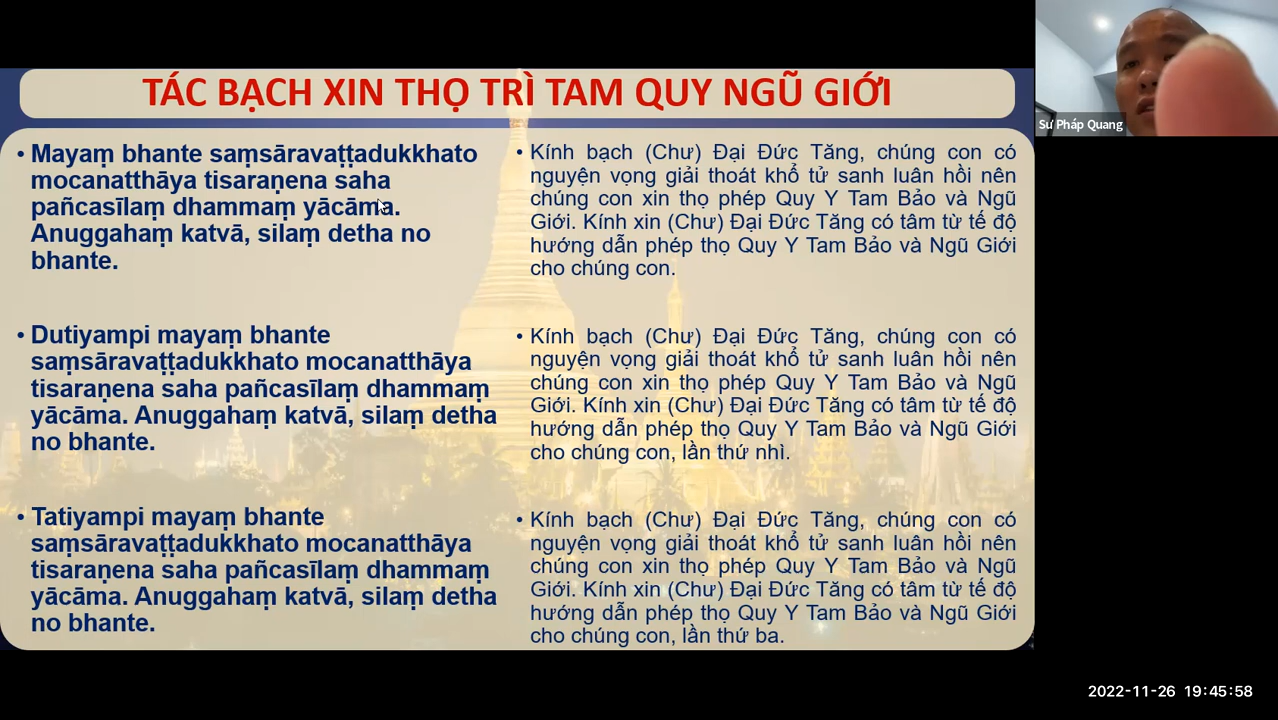 TÁC BẠCH XIN THỌ TRÌ TAM QUY NGŨ GIỚI
• Mayaṃ bhante saṃsāravaṭṭadukkhato
mocanatthāya tisaraṇena saha
pañcasīlaṃ dhammaṃ yācāma.
Anuggahaṃ katvā, silaṃ detha no
bhante.
• Dutiyampi mayaṃ bhante
saṃsāravaṭṭadukkhato mocanatthāya
tisaraṇena saha pañcasīlaṃ dhammaṃ
yācāma. Anuggahaṃ katvā, silaṃ detha
no bhante.
• Tatiyampi mayaṃ bhante
saṃsāravaṭṭadukkhato mocanatthāya
tisaraṇena saha pañcasīlaṃ dhammaṃ
yācāma. Anuggahaṃ katvā, silaṃ detha
no bhante.
• Kính bạch (Chư) Đại Đức Tăng, chúng con có
nguyện vọng giải thoát khổ tử sanh luân hồi nên
chúng con xin thọ phép Quy Y Tam Bảo và Ngũ
Giới. Kính xin (Chư) Đại Đức Tăng có tâm từ tế độ
hướng dẫn phép thọ Quy Y Tam Bảo và Ngũ Giới
cho chúng con.
• Kính bạch (Chư) Đại Đức Tăng, chúng con có
nguyện vọng giải thoát khổ tử sanh luân hồi nên
chúng con xin thọ phép Quy Y Tam Bảo và Ngũ
Giới. Kính xin (Chư) Đại Đức Tăng có tâm từ tế độ
hướng dẫn phép thọ Quy Y Tam Bảo và Ngũ Giới
cho chúng con, lần thứ nhì.
• Kính bạch (Chư) Đại Đức Tăng, chúng con có
nguyện vọng giải thoát khổ tử sanh luân hồi nên
chúng con xin thọ phép Quy Y Tam Bảo và Ngũ
Giới. Kính xin (Chư) Đại Đức Tăng có tâm từ tế độ
hướng dẫn phép thọ Quy Y Tam Bảo và Ngũ Giới
cho chúng con, lần thứ ba.
Sư Pháp Quang
2022-11-26 19:45:58